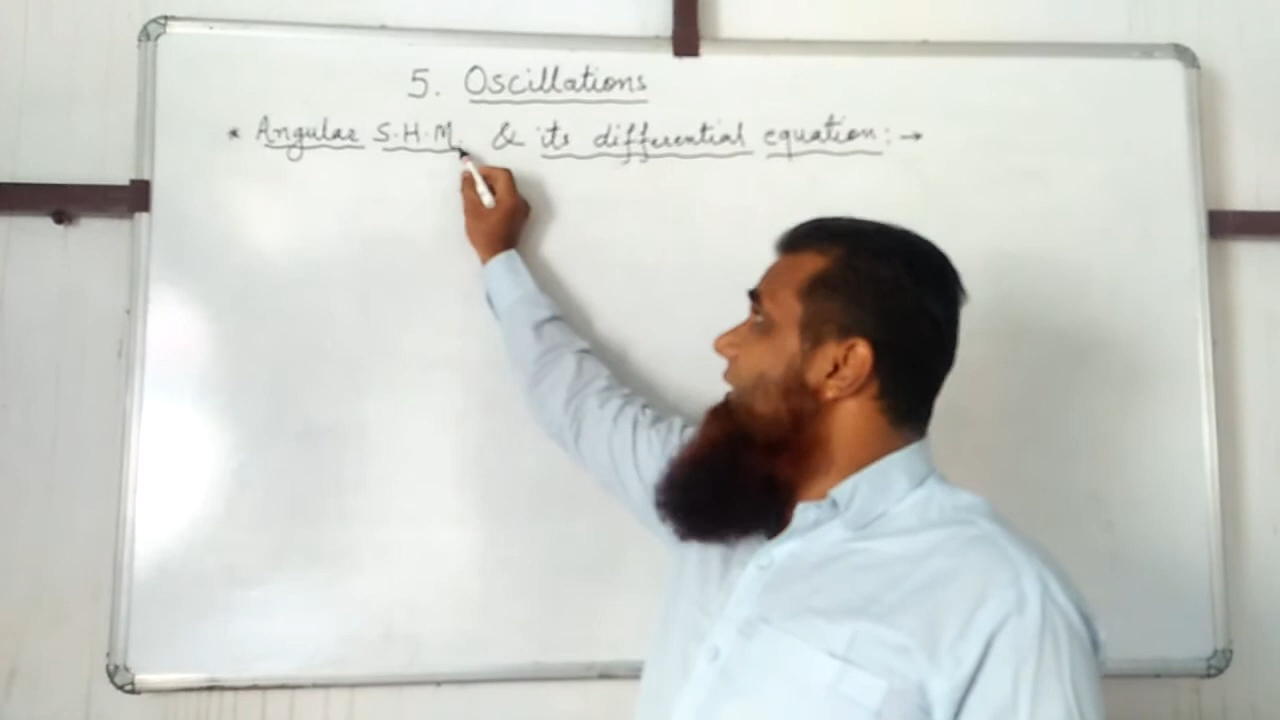 5. Oscillations
* Angular S.H.M. & its differential equation:→